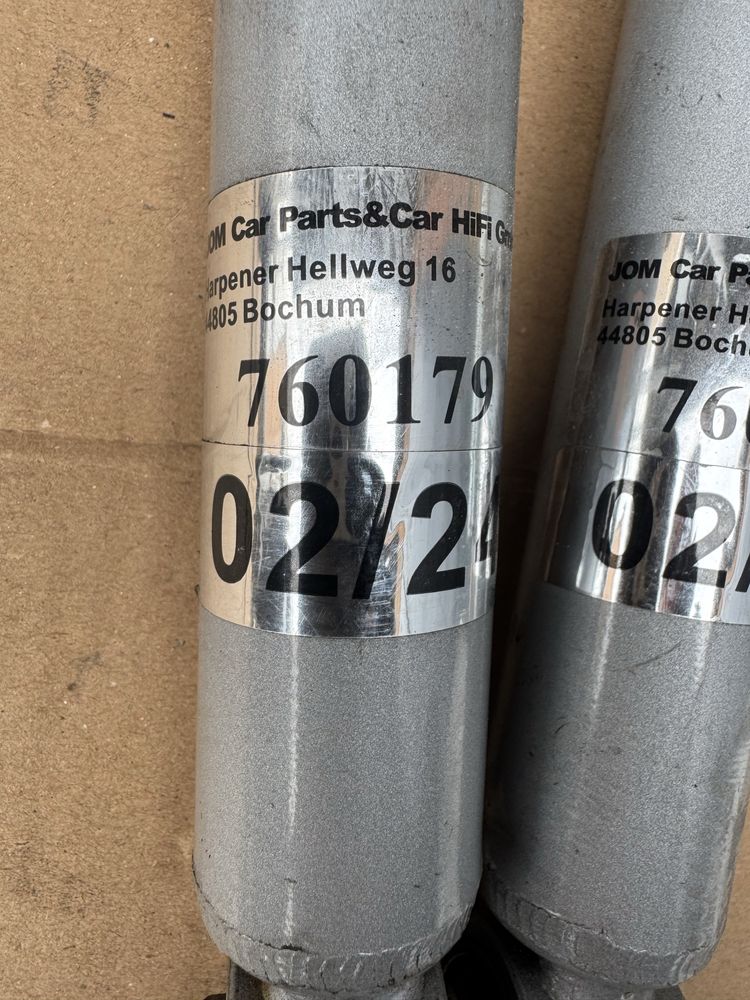 JOM Car Parts&Car HiFi
Harpener Hellweg 16
44805 Bochum
760179
02/24
JOM Car
Harpener
44805
02/